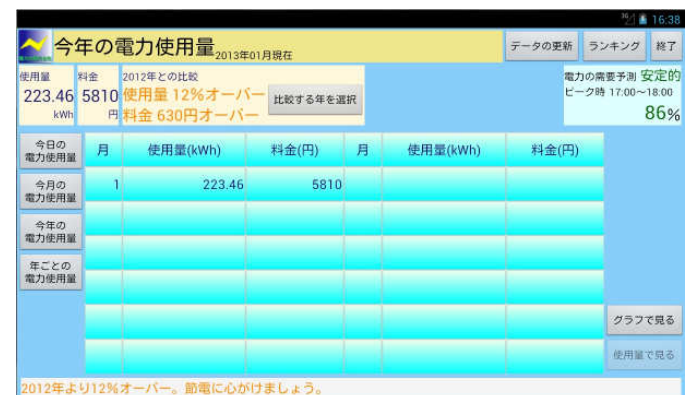 16:38
今年の電力使用量2013年01月現在
データの更新 ランキング 終了
使用量 料金 2012年との比較
223.46 kWh 5810円
使用量 12%オーバー
料金 630円オーバー
比較する年を選択
電力の需要予測 安定的
ピーク時 17:00~18:00
86%
今日の
電力使用量
今月の
電力使用量
今年の
電力使用量
年ごとの
電力使用量
月 使用量(kWh) 料金(円) 月 使用量(kWh) 料金(円)
1 223.46 5810
グラフで見る
使用量で見る
2012年より12%オーバー。節電に心がけましょう。